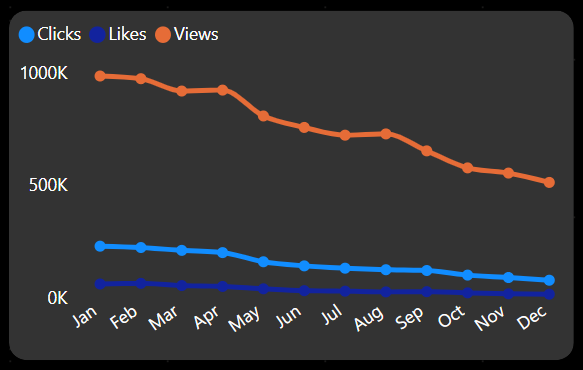 Clicks Likes Views
1000K
500K
0K
Jan Feb Mar Apr May Jun Jul Aug Sep Oct Nov Dec